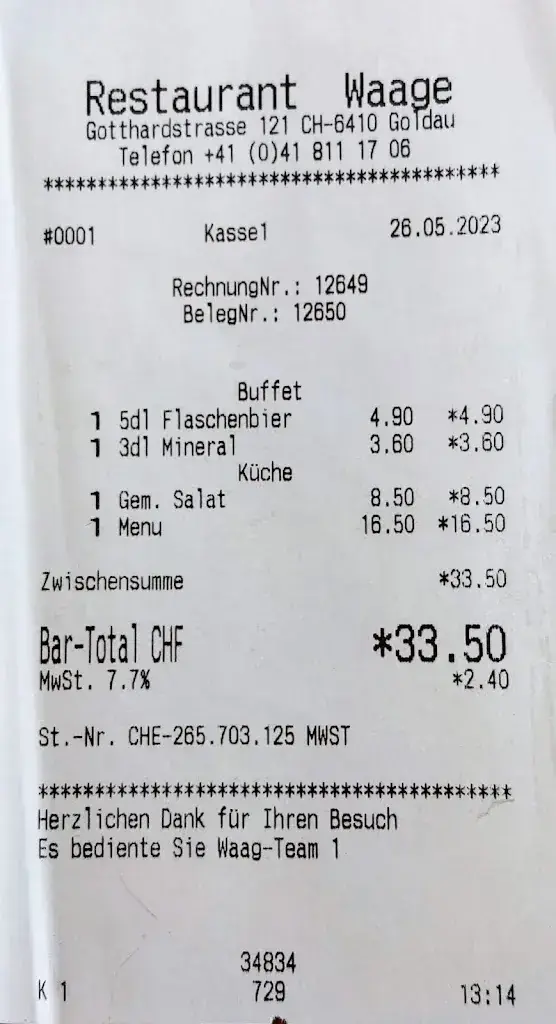 Restaurant Waage
Gotthardstrasse 121 CH-6410 Goldau
Telefon +41 (0)41 811 17 06
******************************************
#0001 Kasse1 26.05.2023
RechnungNr.: 12649
BelegNr.: 12650
Buffet
1 5dl Flaschenbier 4.90 *4.90
1 3dl Mineral 3.60 *3.60
Küche
1 Gem. Salat 8.50 *8.50
1 Menu 16.50 *16.50
Zwischensumme *33.50
Bar-Total CHF *33.50
MwSt. 7.7% *2.40
St.-Nr. CHE-265.703.125 MWST
******************************************
Herzlichen Dank für Ihren Besuch
Es bediente Sie Waag-Team 1
34834
K 1 729 13:14